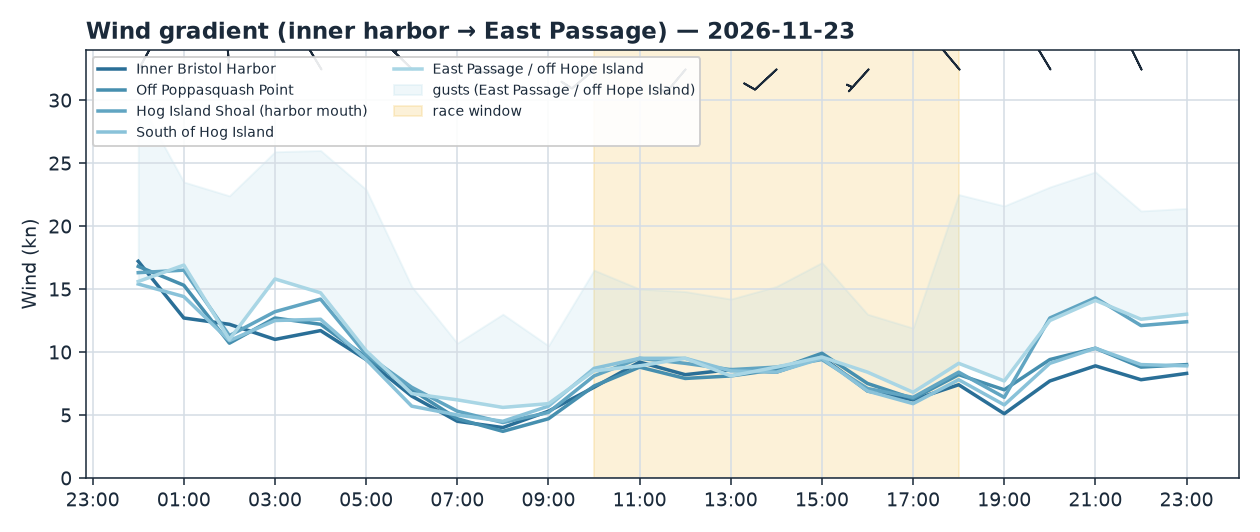 Wind gradient (inner harbor → East Passage) — 2026-11-23
Inner Bristol Harbor
Off Poppasquash Point
Hog Island Shoal (harbor mouth)
South of Hog Island
East Passage / off Hope Island
gusts (East Passage / off Hope Island)
race window
Wind (kn)
30
25
20
15
10
5
0
23:00 01:00 03:00 05:00 07:00 09:00 11:00 13:00 15:00 17:00 19:00 21:00 23:00